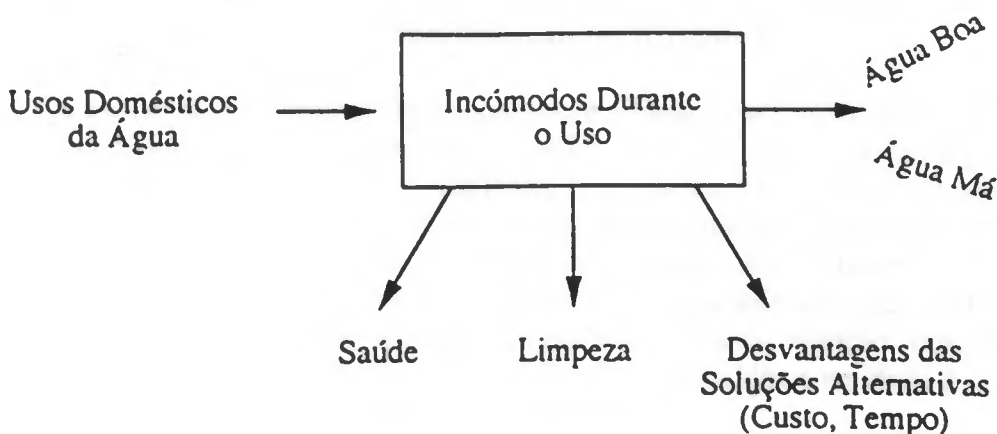 Usos Domésticos
da Água
Incómodos Durante
o Uso
Água Boa
Água Má
Saúde
Limpeza
Desvantagens das
Soluções Alternativas
(Custo, Tempo)